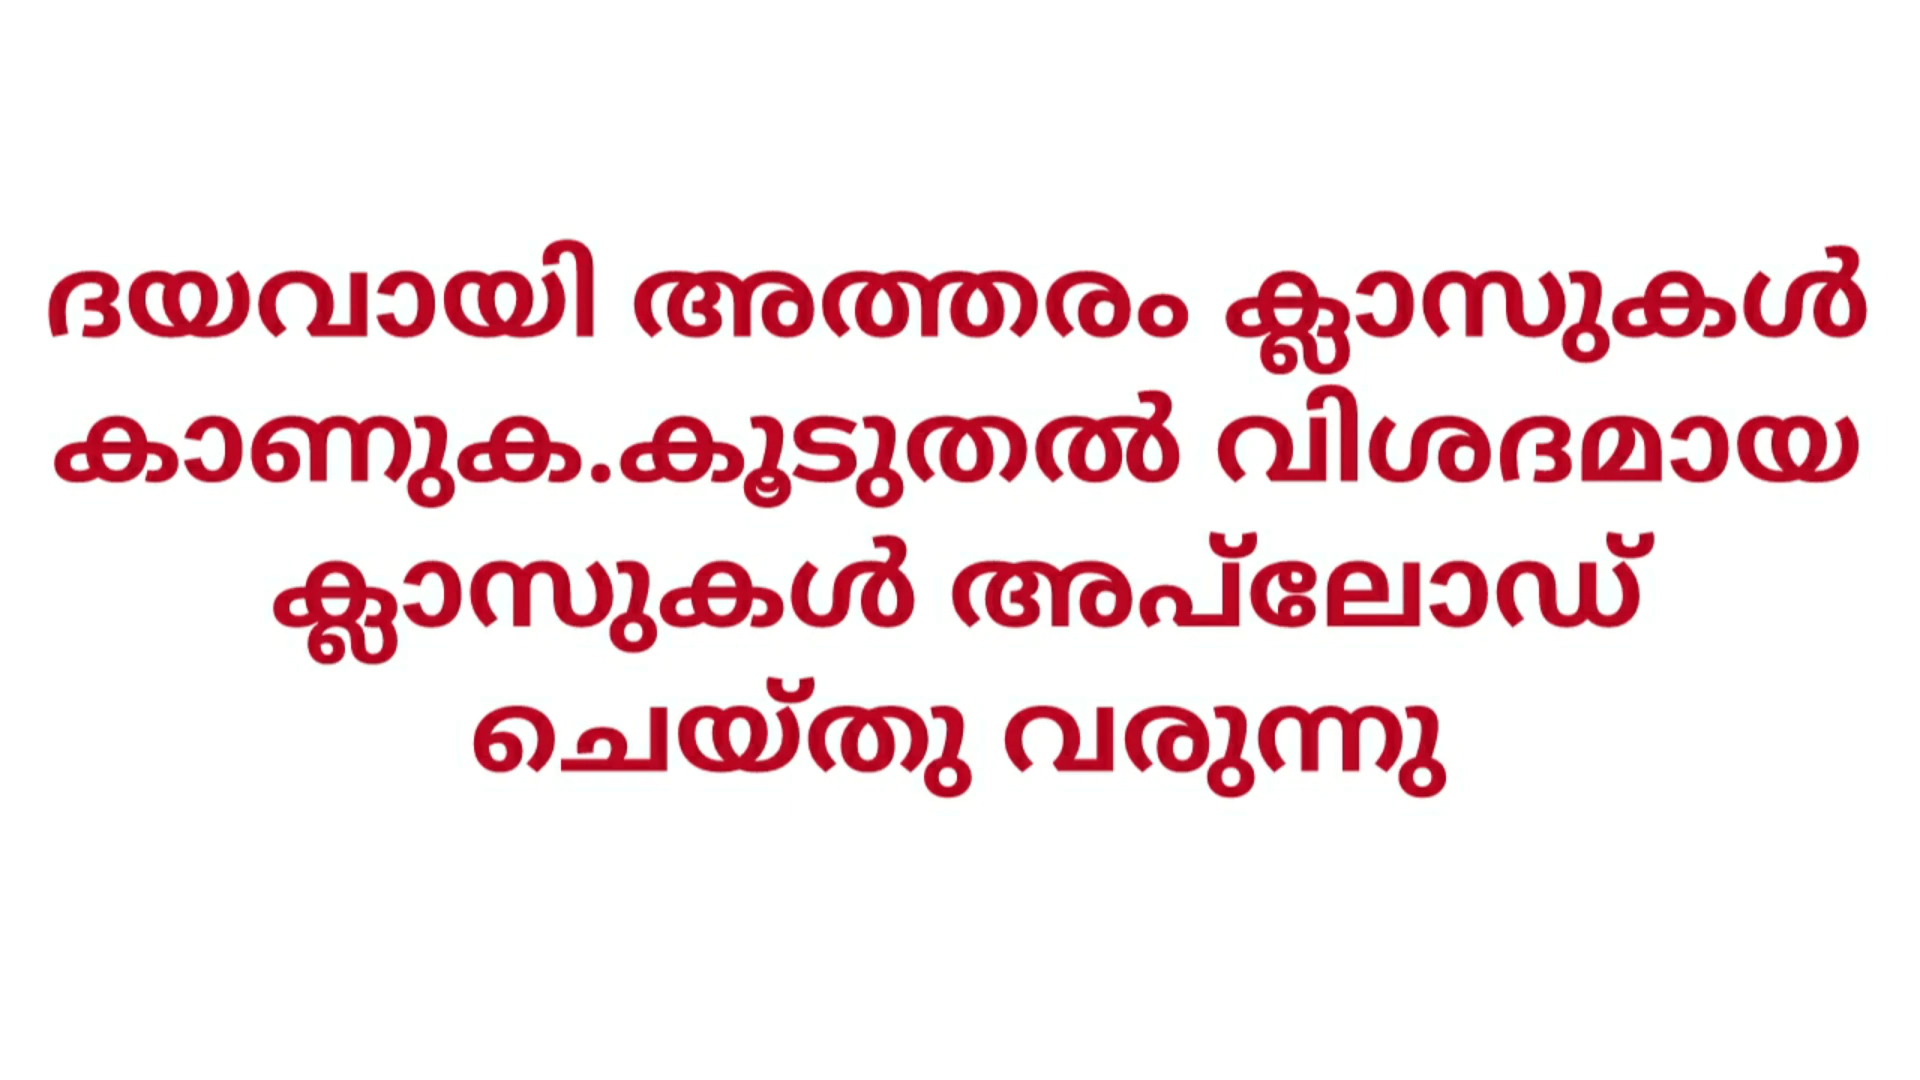 ദയവായി അത്തരം ക്ലാസുകൾ
കാണുക.കൂടുതൽ വിശദമായ
ക്ലാസുകൾ അപ്‌ലോഡ്
ചെയ്തു വരുന്നു